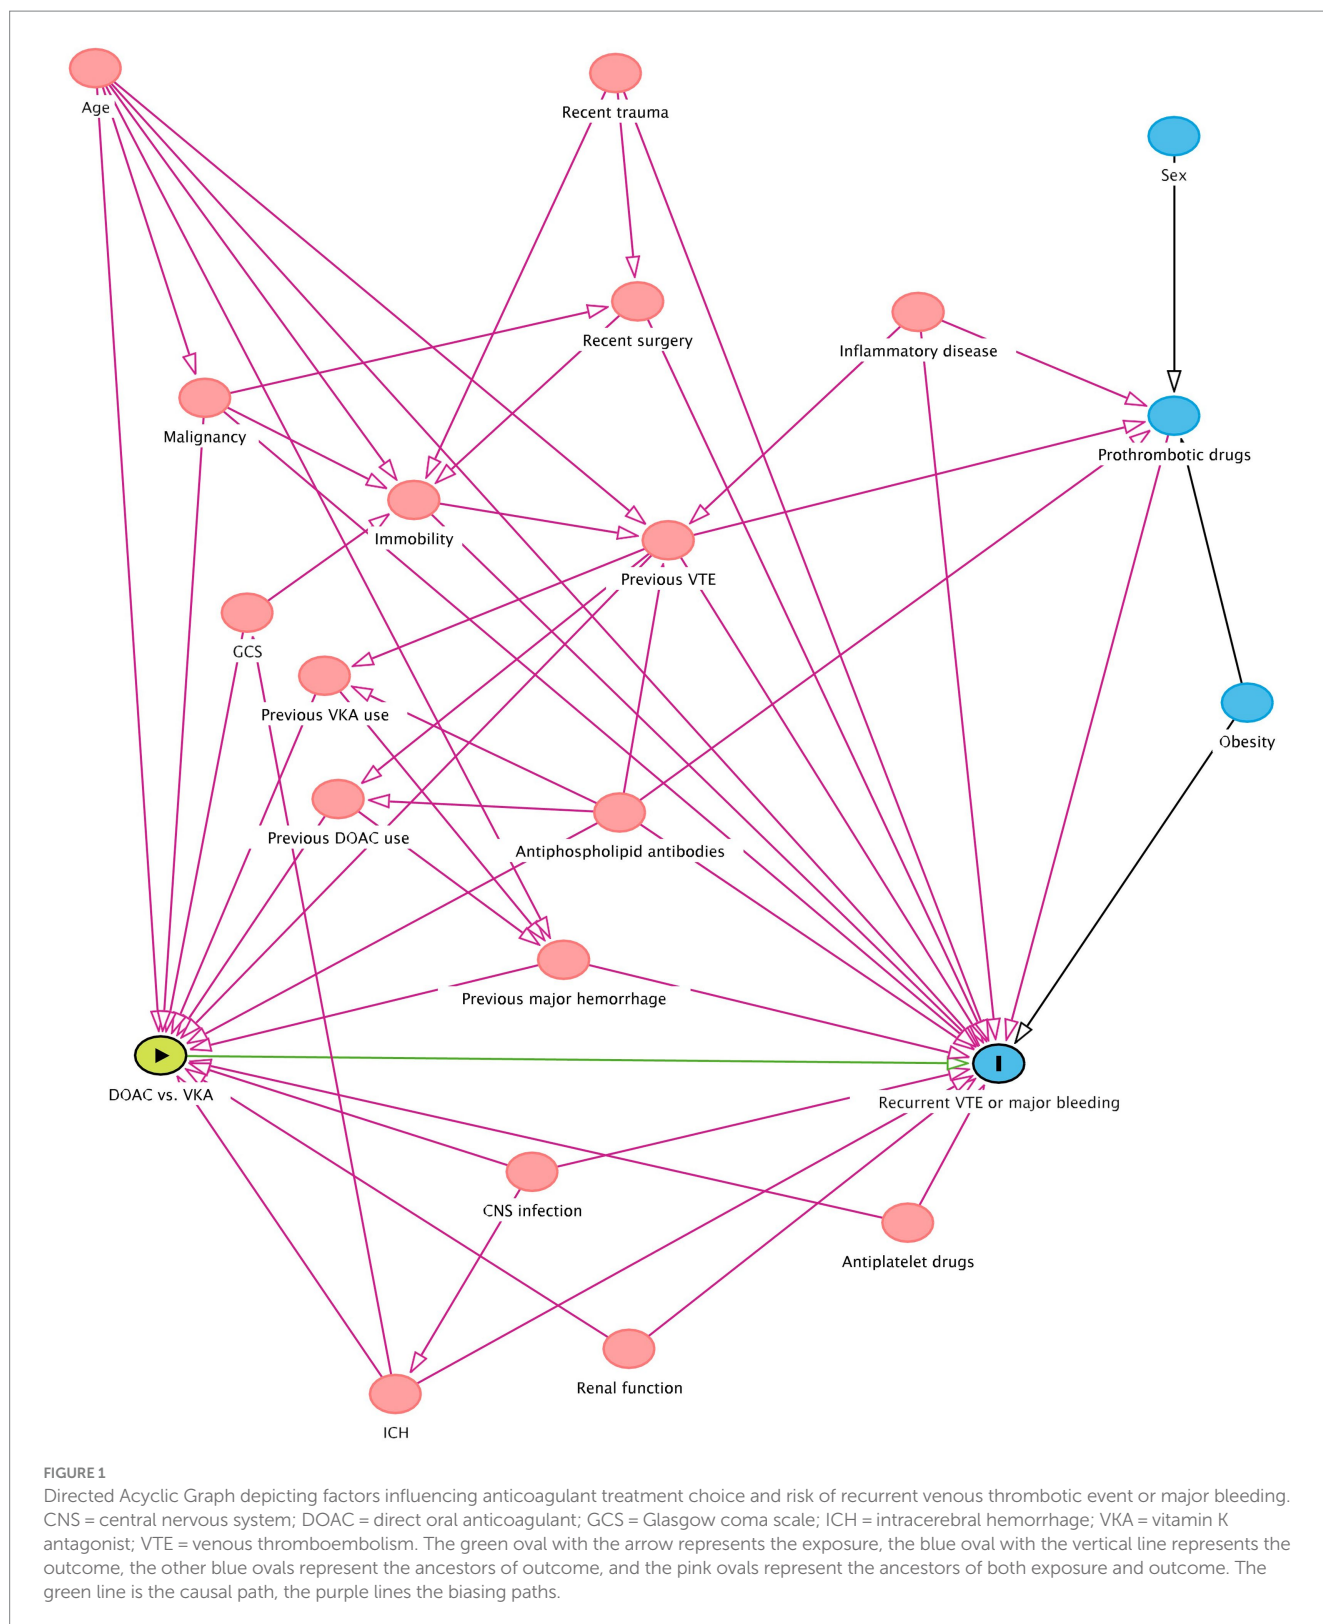 Age
Recent trauma
Sex
Recent surgery
Inflammatory disease
Malignancy
Prothrombotic drugs
Immobility
Previous VTE
GCS
Previous VKA use
Obesity
Previous DOAC use
Antiphospholipid antibodies
Previous major hemorrhage
DOAC vs. VKA
Recurrent VTE or major bleeding
CNS infection
Antiplatelet drugs
Renal function
ICH
FIGURE 1
Directed Acyclic Graph depicting factors influencing anticoagulant treatment choice and risk of recurrent venous thrombotic event or major bleeding.
CNS = central nervous system; DOAC = direct oral anticoagulant; GCS = Glasgow coma scale; ICH = intracerebral hemorrhage; VKA = vitamin K
antagonist; VTE = venous thromboembolism. The green oval with the arrow represents the exposure, the blue oval with the vertical line represents the
outcome, the other blue ovals represent the ancestors of outcome, and the pink ovals represent the ancestors of both exposure and outcome. The
green line is the causal path, the purple lines the biasing paths.